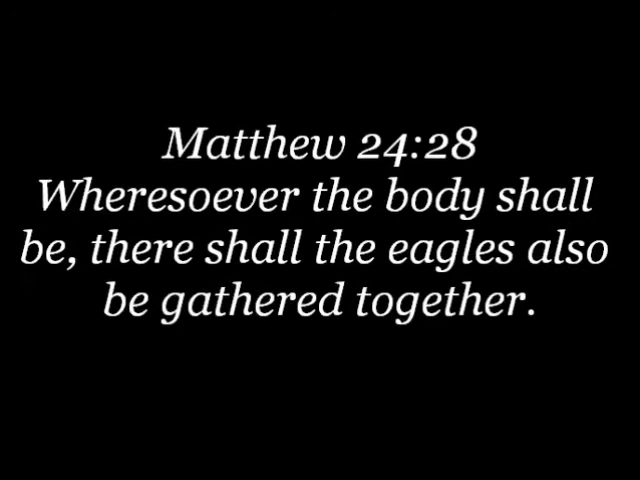 Matthew 24:28
Wheresoever the body shall
be, there shall the eagles also
be gathered together.